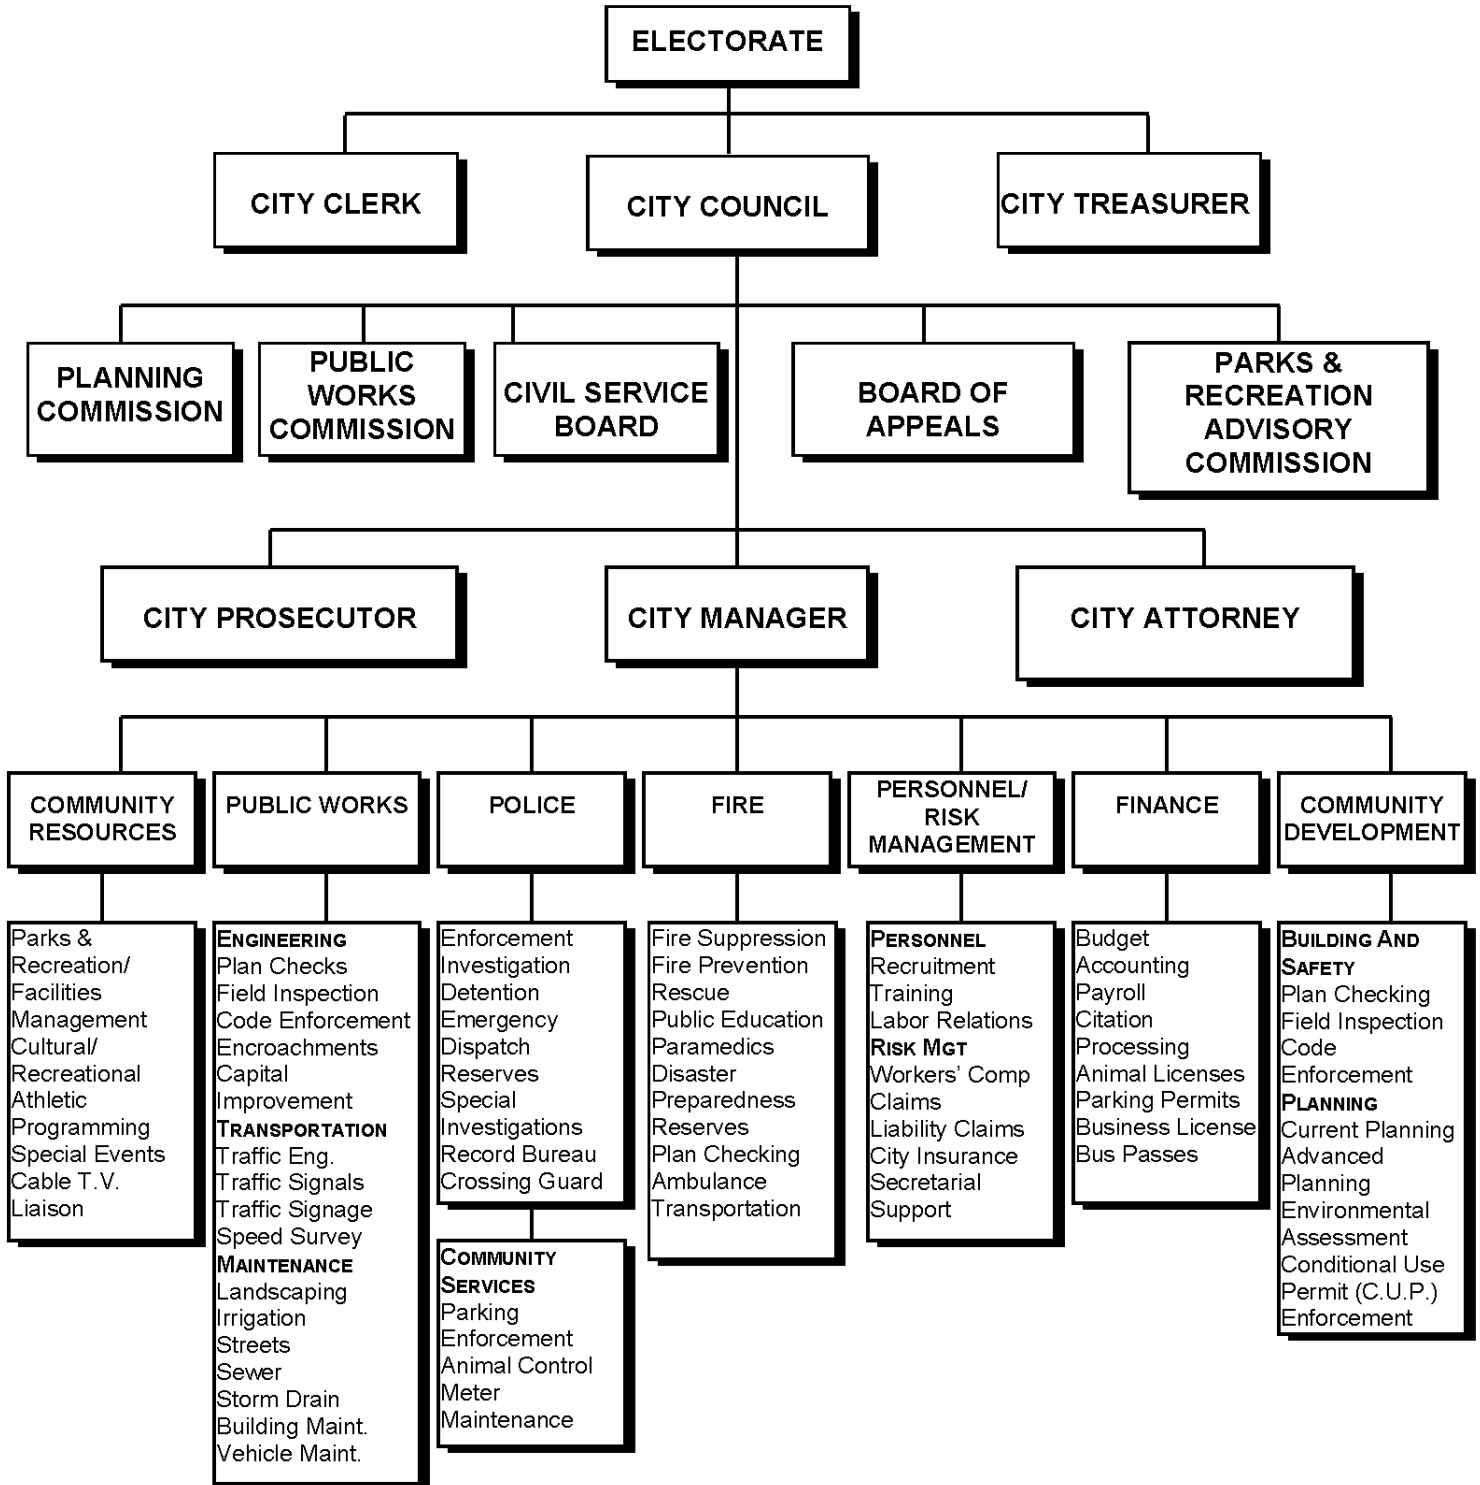 ELECTORATE
CITY CLERK
CITY COUNCIL
CITY TREASURER
PLANNING
COMMISSION
PUBLIC
WORKS
COMMISSION
CIVIL SERVICE
BOARD
BOARD OF
APPEALS
PARKS &
RECREATION
ADVISORY
COMMISSION
CITY PROSECUTOR
CITY MANAGER
CITY ATTORNEY
COMMUNITY
RESOURCES
PUBLIC WORKS
POLICE
FIRE
PERSONNEL/
RISK
MANAGEMENT
FINANCE
COMMUNITY
DEVELOPMENT
Parks &
Recreation/
Facilities
Management
Cultural/
Recreational
Athletic
Programming
Special Events
Cable T.V.
Liaison
ENGINEERING
Plan Checks
Field Inspection
Code Enforcement
Encroachments
Capital
Improvement
TRANSPORTATION
Traffic Eng.
Traffic Signals
Traffic Signage
Speed Survey
MAINTENANCE
Landscaping
Irrigation
Streets
Sewer
Storm Drain
Building Maint.
Vehicle Maint.
Enforcement
Investigation
Detention
Emergency
Dispatch
Reserves
Special
Investigations
Record Bureau
Crossing Guard
COMMUNITY
SERVICES
Parking
Enforcement
Animal Control
Meter
Maintenance
Fire Suppression
Fire Prevention
Rescue
Public Education
Paramedics
Disaster
Preparedness
Reserves
Plan Checking
Ambulance
Transportation
PERSONNEL
Recruitment
Training
Labor Relations
RISK MGT
Workers' Comp
Claims
Liability Claims
City Insurance
Secretarial
Support
Budget
Accounting
Payroll
Citation
Processing
Animal Licenses
Parking Permits
Business License
Bus Passes
BUILDING AND
SAFETY
Plan Checking
Field Inspection
Code
Enforcement
PLANNING
Current Planning
Advanced
Planning
Environmental
Assessment
Conditional Use
Permit (C.U.P.)
Enforcement